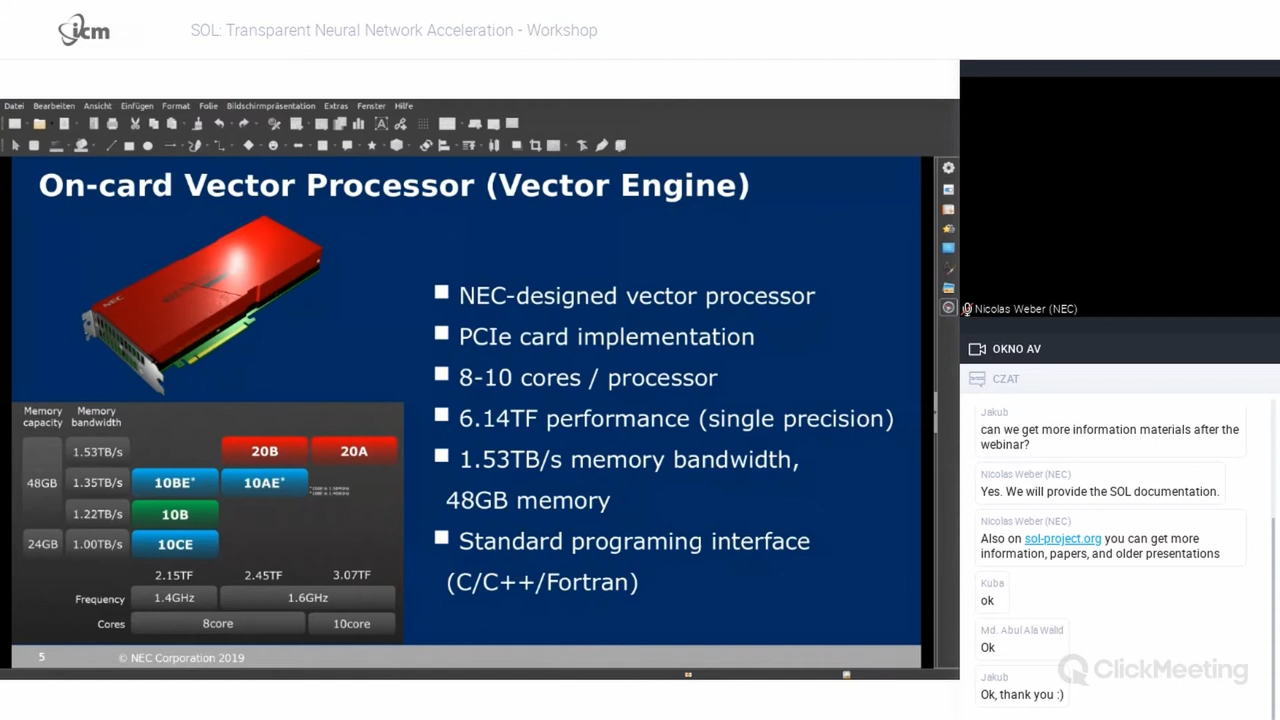 icm
SOL: Transparent Neural Network Acceleration - Workshop
Datei Bearbeiten Ansicht Einfügen Format Folie Bildschirmpräsentation Extras Fenster Hilfe
On-card Vector Processor (Vector Engine)
NEC
NEC-designed vector processor
PCIe card implementation
8-10 cores / processor
6.14TF performance (single precision)
1.53TB/s memory bandwidth,
48GB memory
Standard programing interface
(C/C++/Fortran)
Memory capacity
Memory bandwidth
1.53TB/s 20B 20A
48GB 1.35TB/s 10BE* 10AE*
1.22TB/s 10B
24GB 1.00TB/s 10CE
2.15TF 2.45TF 3.07TF
Frequency 1.4GHz 1.6GHz
Cores 8core 10core
5 © NEC Corporation 2019
Nicolas Weber (NEC)
OKNO AV
CZAT
Jakub
can we get more information materials after the
webinar?
Nicolas Weber (NEC)
Yes. We will provide the SOL documentation.
Nicolas Weber (NEC)
Also on sol-project.org you can get more
information, papers, and older presentations
Kuba
ok
Md. Abul Ala Walid
Ok
Jakub
Ok, thank you :)
ClickMeeting